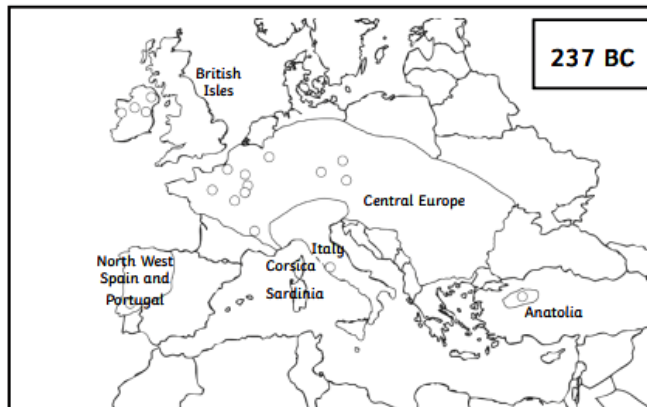 237 BC
British
Isles
Central Europe
North West
Spain and
Portugal
Italy
Corsica
Sardinia
Anatolia